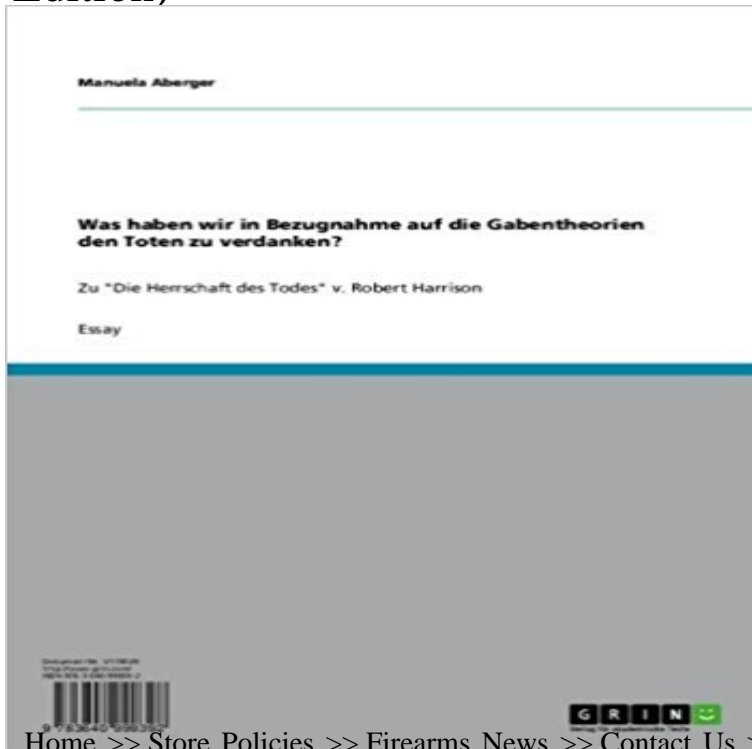 Manuela Aberger
Was haben wir in Bezugnahme auf die Gabentheorien
den Toten zu verdanken?
Zu "Die Herrschaft des Todes" v. Robert Harrison
Essay
GRIN
Home >> Store Policies >> Firearms News >> Contact Us